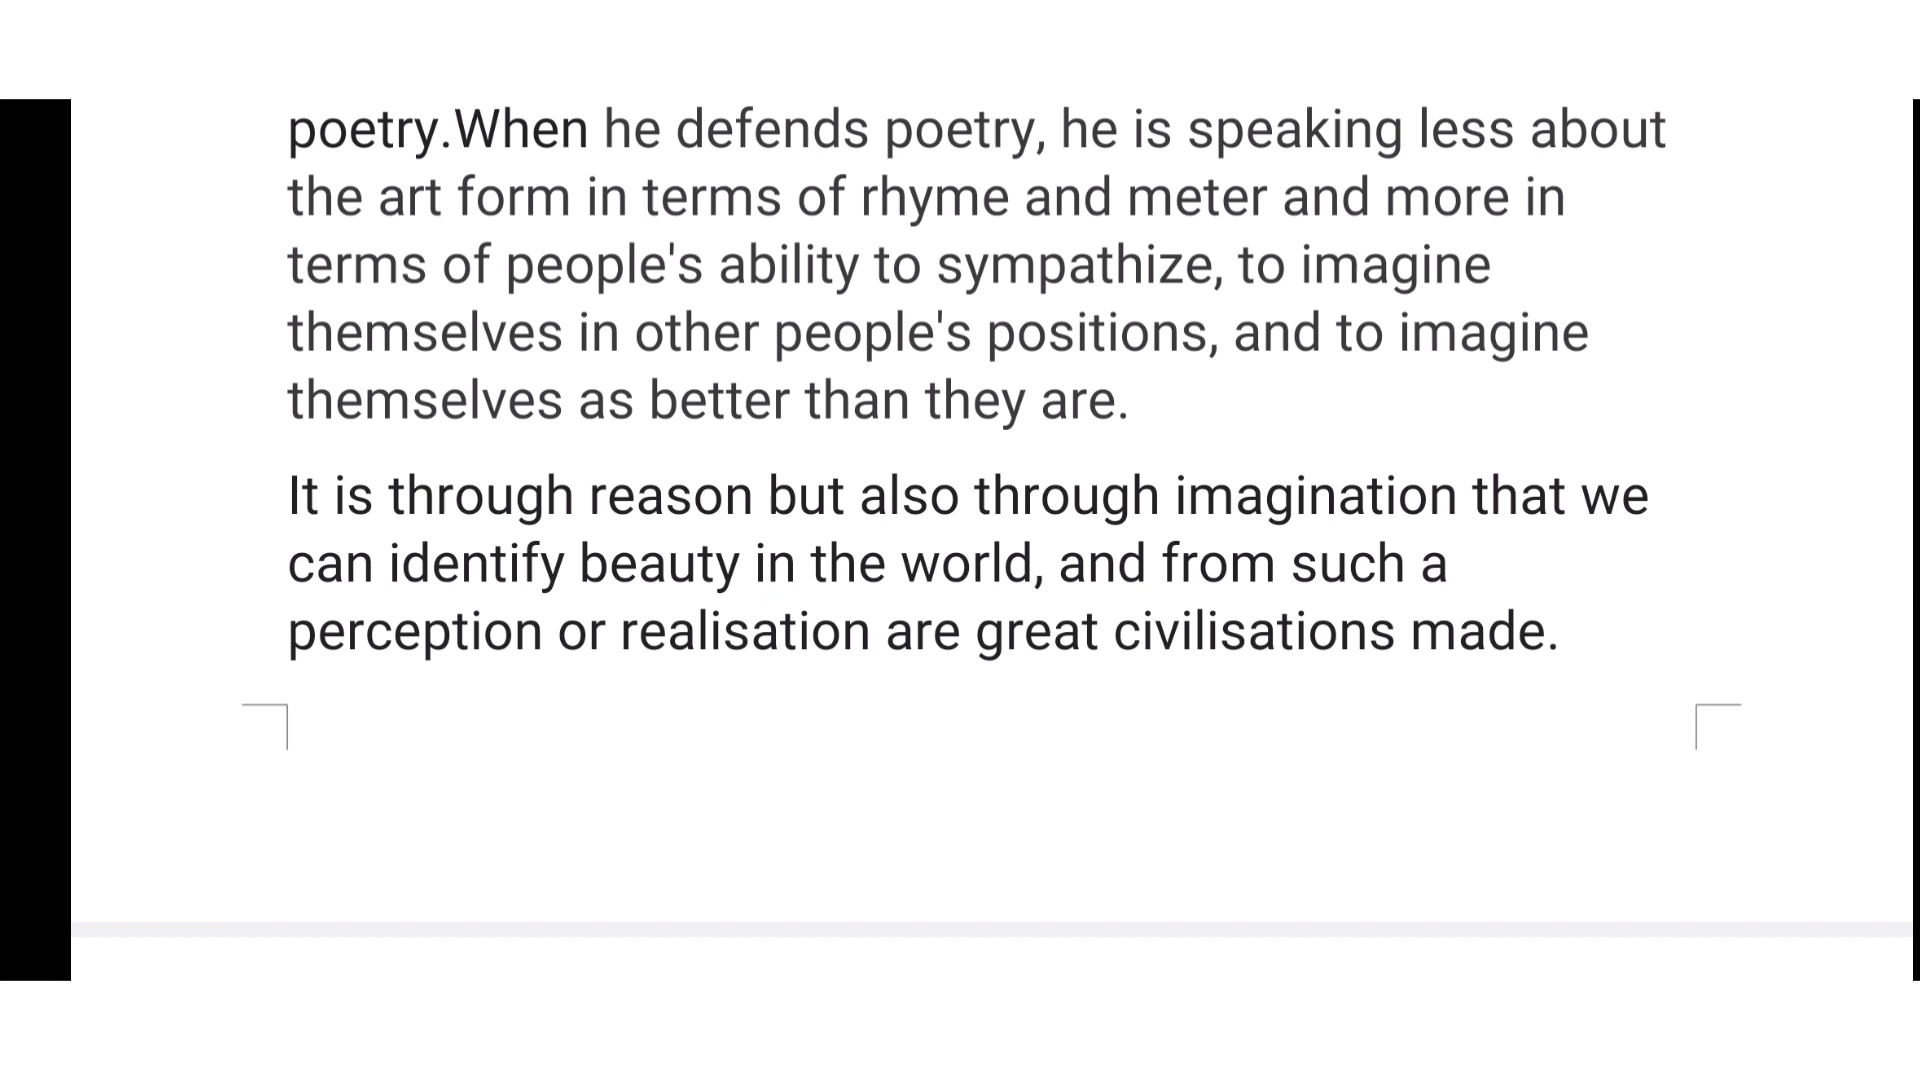 poetry.When he defends poetry, he is speaking less about
the art form in terms of rhyme and meter and more in
terms of people's ability to sympathize, to imagine
themselves in other people's positions, and to imagine
themselves as better than they are.
It is through reason but also through imagination that we
can identify beauty in the world, and from such a
perception or realisation are great civilisations made.